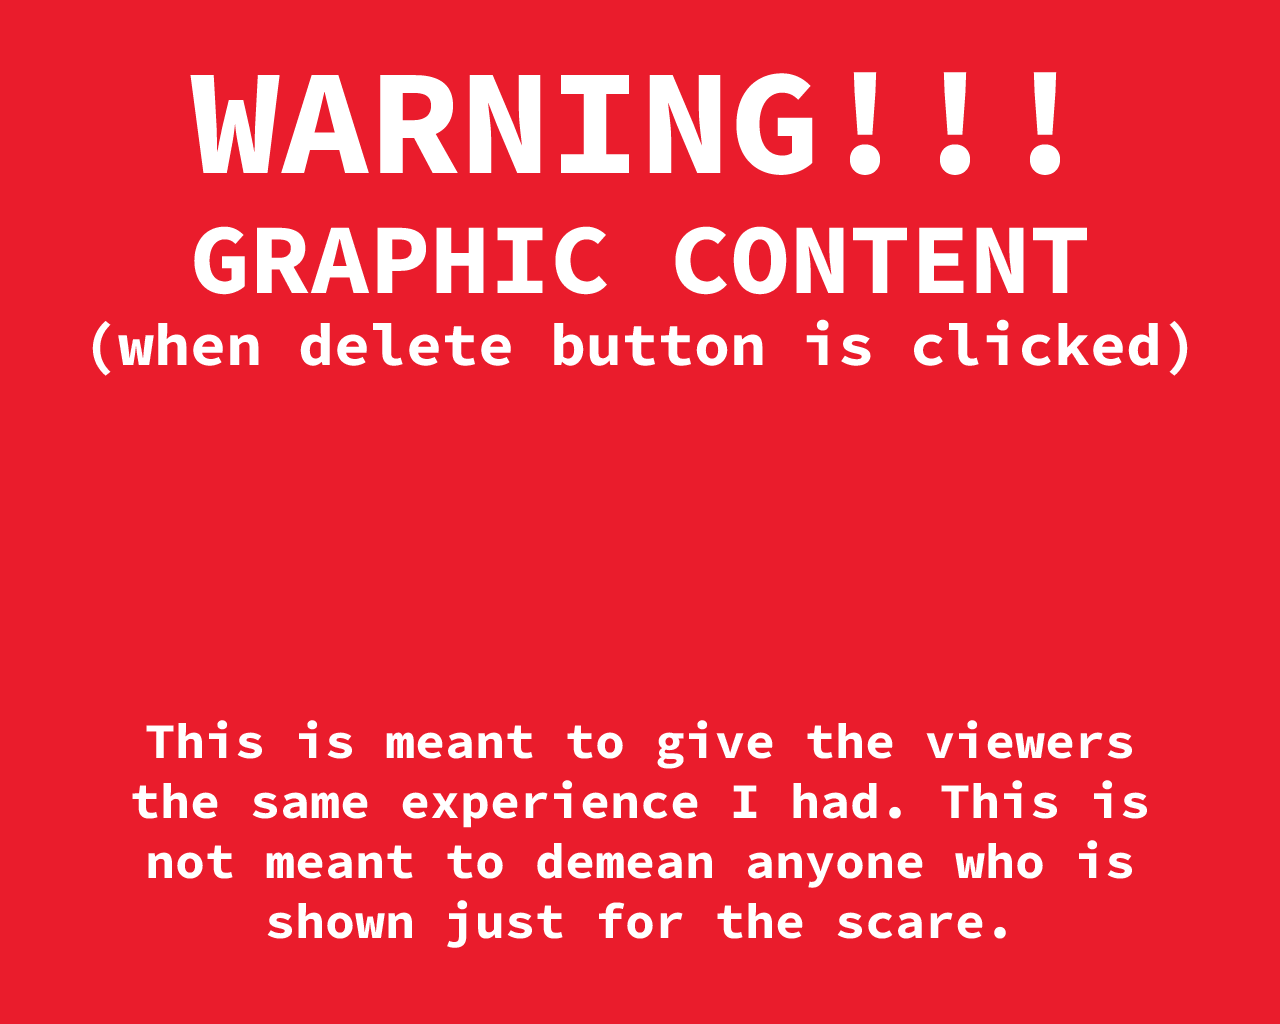 WARNING!!!
GRAPHIC CONTENT
(when delete button is clicked)
This is meant to give the viewers
the same experience I had. This is
not meant to demean anyone who is
shown just for the scare.